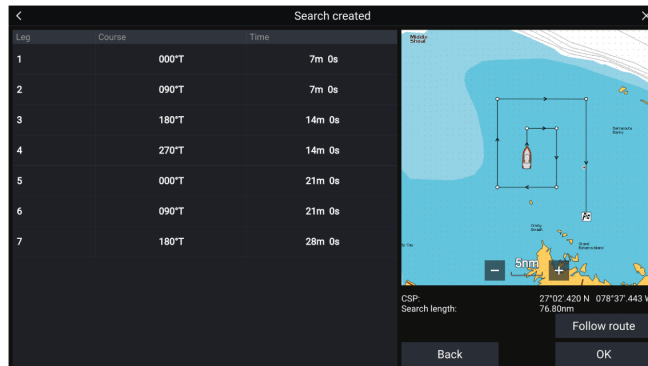 Search created
Leg Course Time
1 000°T 7m 0s
2 090°T 7m 0s
3 180°T 14m 0s
4 270°T 14m 0s
5 000°T 21m 0s
6 090°T 21m 0s
7 180°T 28m 0s
Middle
Shoal
5nm
CSP: 27°02'.420 N 078°37'.443 W
Search length: 76.80nm
Follow route
Back OK